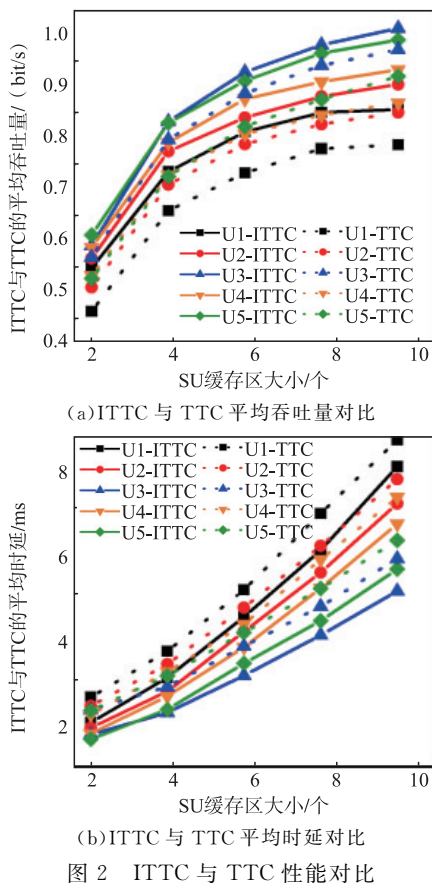 ITTC与TTC的平均吞吐量/(bit/s)
1.0
0.9
0.8
0.7
0.6
0.5
0.4
U1-ITTC U1-TTC
U2-ITTC U2-TTC
U3-ITTC U3-TTC
U4-ITTC U4-TTC
U5-ITTC U5-TTC
2 4 6 8 10
SU缓存区大小/个
(a)ITTC 与 TTC 平均吞吐量对比
ITTC与TTC的平均时延/ms
8
6
4
2
U1-ITTC U1-TTC
U2-ITTC U2-TTC
U3-ITTC U3-TTC
U4-ITTC U4-TTC
U5-ITTC U5-TTC
2 4 6 8 10
SU缓存区大小/个
(b)ITTC 与 TTC 平均时延对比
图 2 ITTC 与 TTC 性能对比